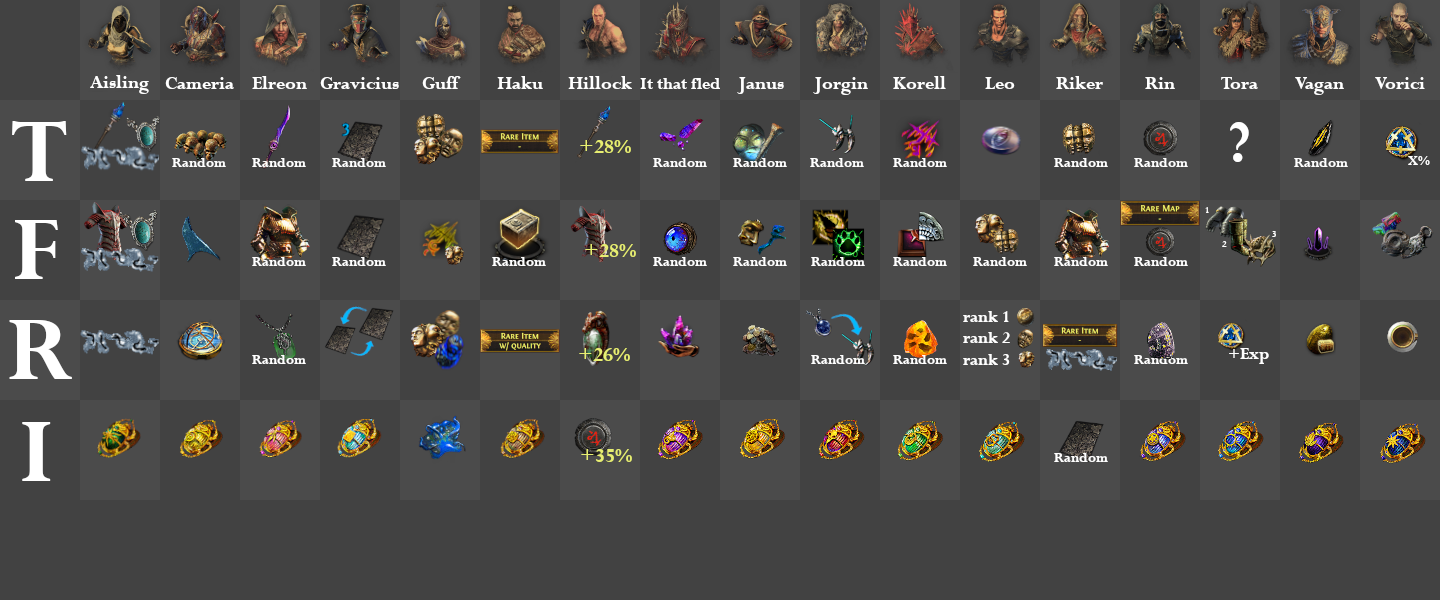 Aisling Cameria Elreon Gravicius Guff Haku Hillock It that fled Janus Jorgin Korell Leo Riker Rin Tora Vagan Vorici
T Random Random 3 Random RARE ITEM - +28% Random Random Random Random Random Random ? Random X%
F Random Random Random +28% Random Random Random Random Random Random RARE MAP - Random 1 2 3
R Random RARE ITEM W/ QUALITY +26% Random Random rank 1 rank 2 rank 3 RARE ITEM - Random +Exp
I +35% Random